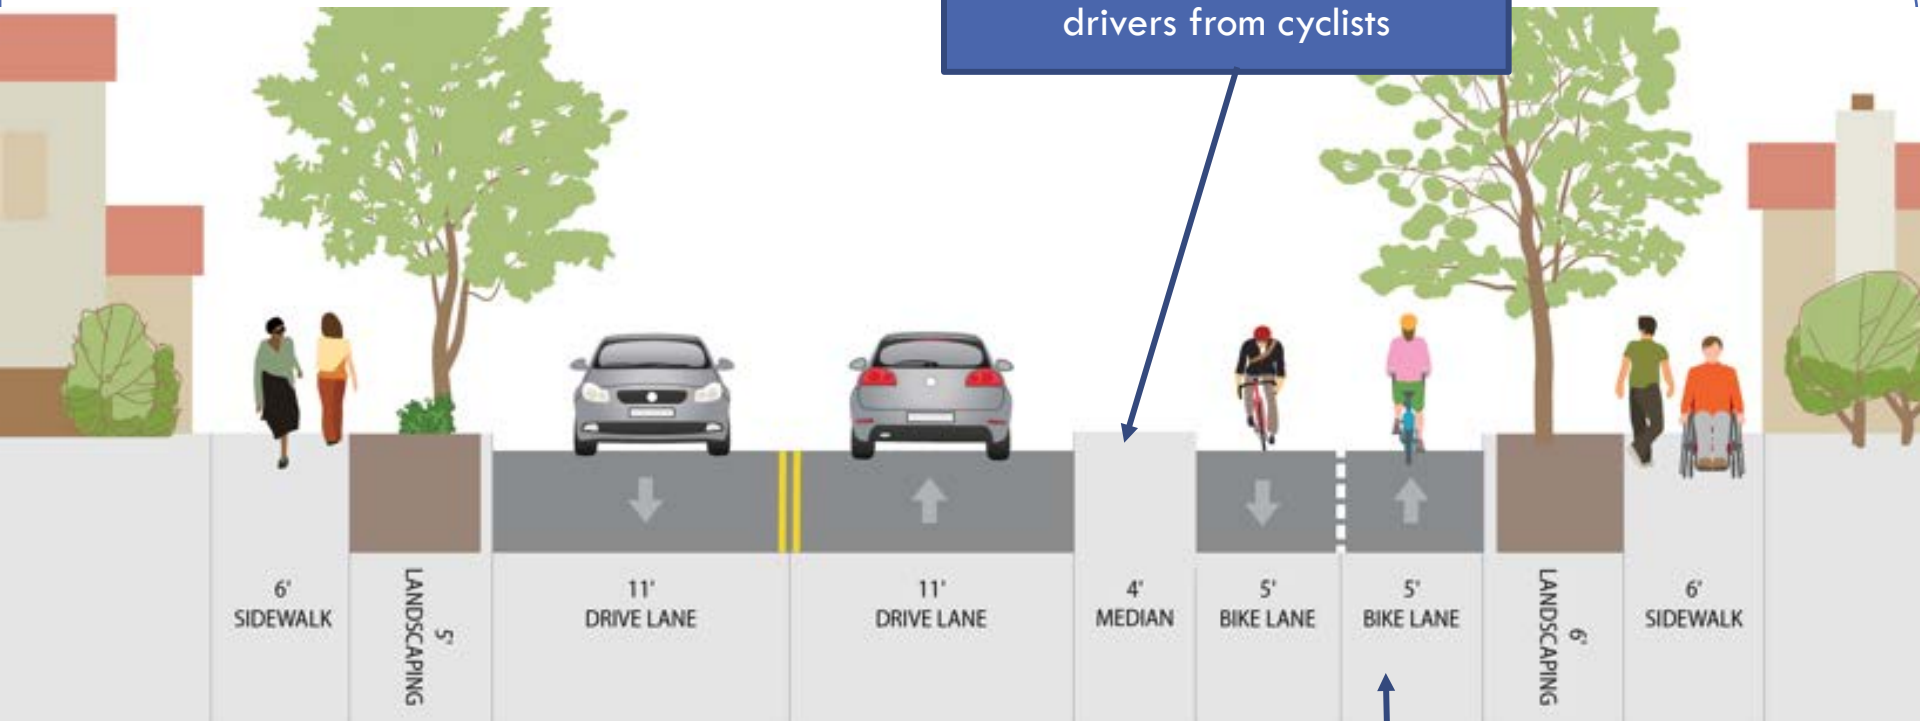 drivers from cyclists
6'
SIDEWALK
5'
LANDSCAPING
11'
DRIVE LANE
11'
DRIVE LANE
4'
MEDIAN
5'
BIKE LANE
5'
BIKE LANE
6'
LANDSCAPING
6'
SIDEWALK